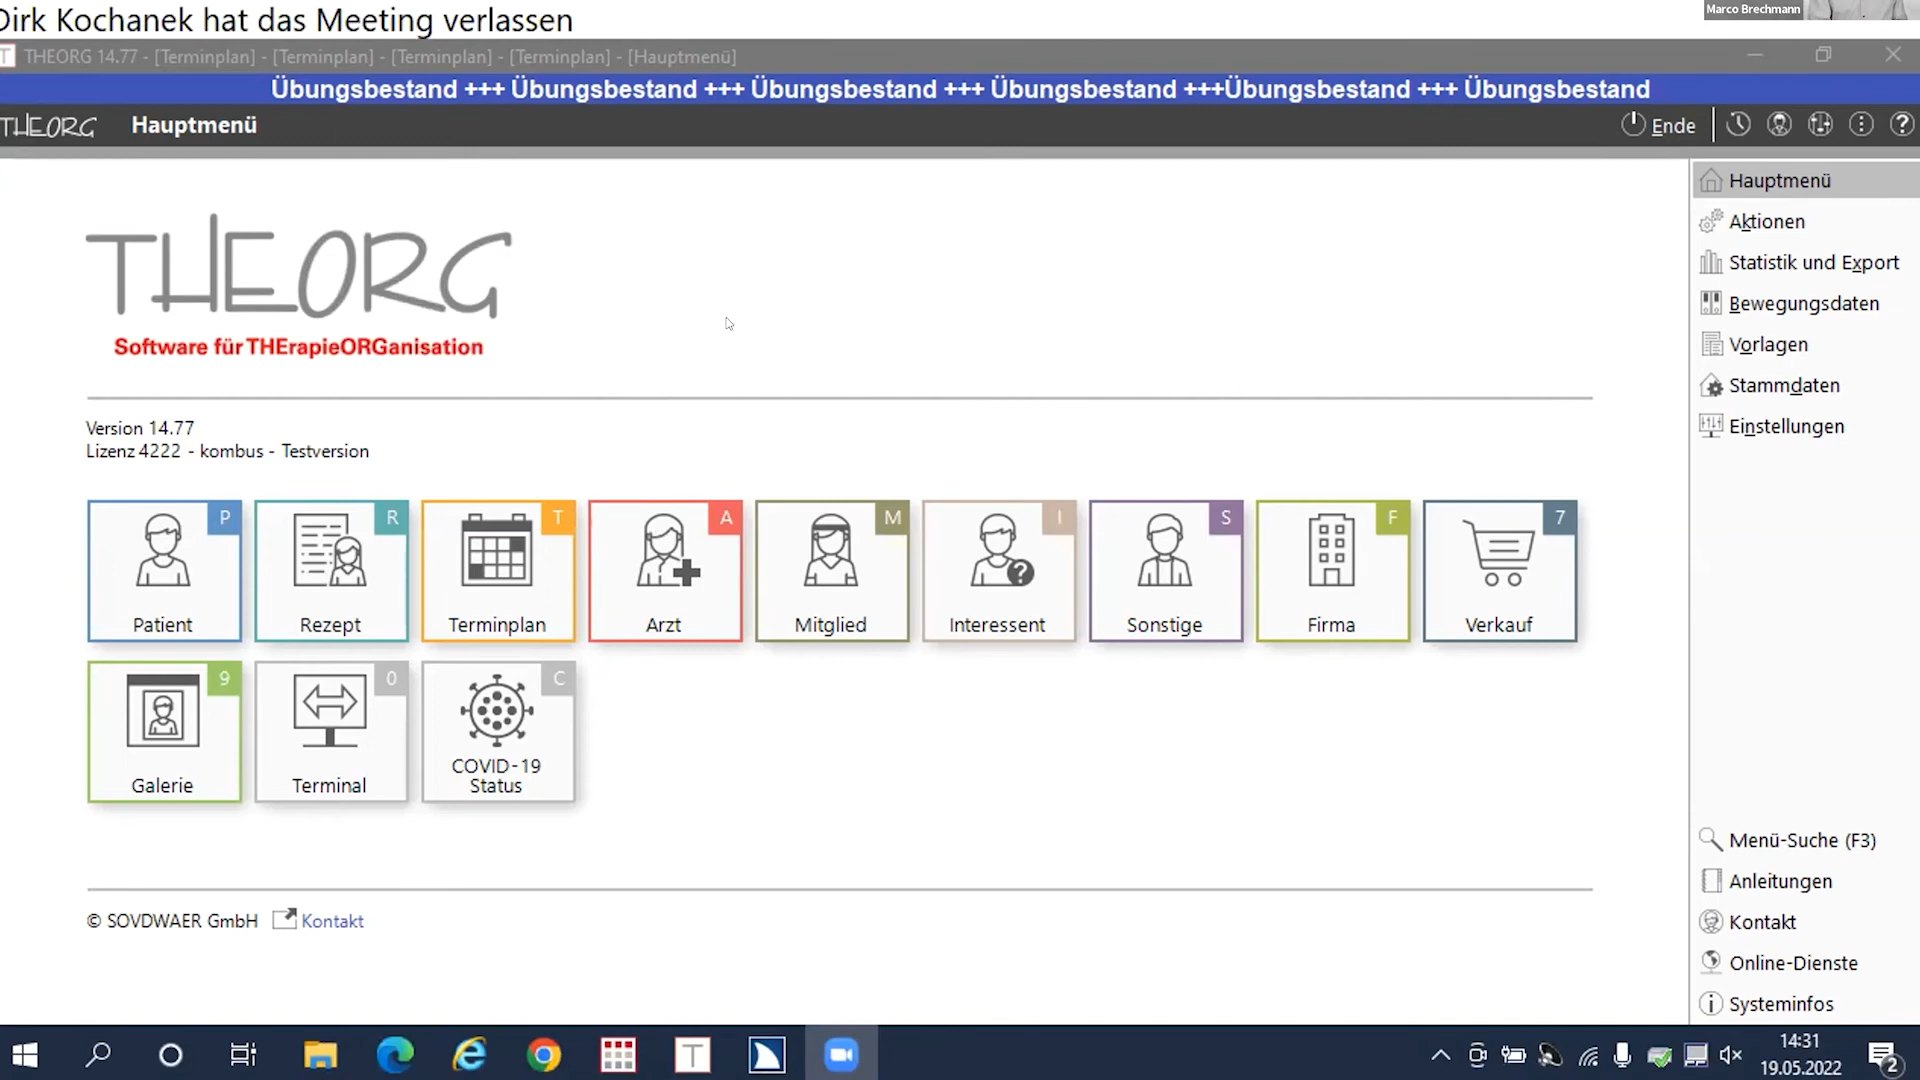 Dirk Kochanek hat das Meeting verlassen
Marco Brechmann
T THEORG 14.77 - [Terminplan] - [Terminplan] - [Terminplan] - [Terminplan] - [Hauptmenü]
Übungsbestand +++ Übungsbestand +++ Übungsbestand +++ Übungsbestand +++Übungsbestand +++ Übungsbestand
THEORG Hauptmenü Ende ?
THEORG
Software für THErapieORGanisation
Version 14.77
Lizenz 4222 - kombus - Testversion
P R T A M I S F 7
Patient Rezept Terminplan Arzt Mitglied Interessent Sonstige Firma Verkauf
9 0 C
Galerie Terminal COVID-19
Status
© SOVDWAER GmbH Kontakt
Hauptmenü
Aktionen
Statistik und Export
Bewegungsdaten
Vorlagen
Stammdaten
Einstellungen
Menü-Suche (F3)
Anleitungen
Kontakt
Online-Dienste
Systeminfos
T
14:31
19.05.2022
2